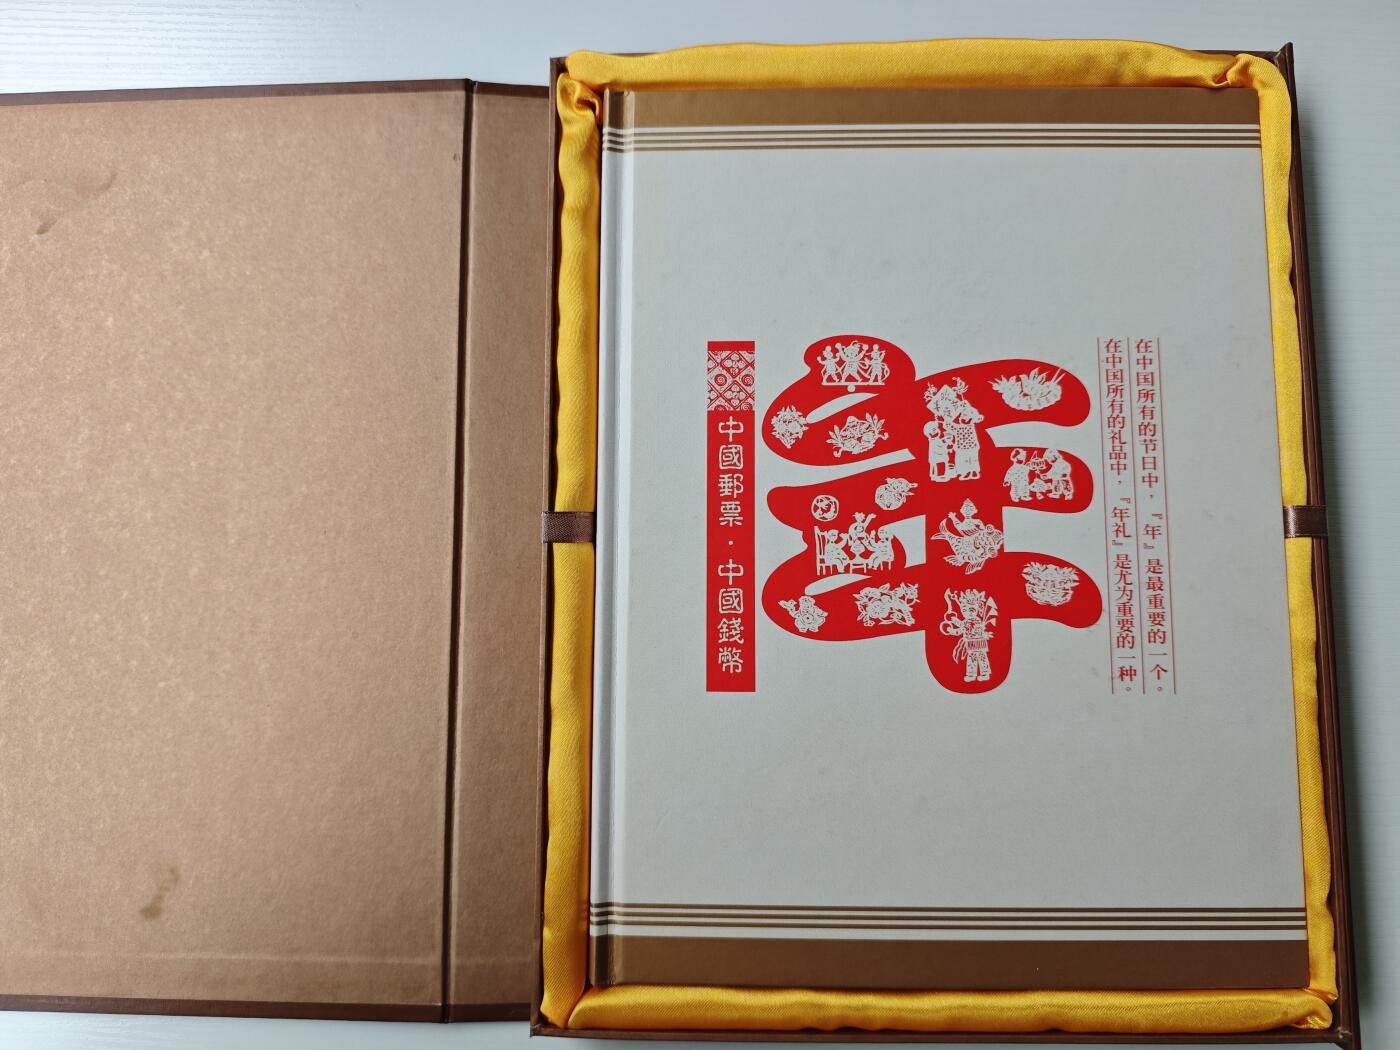 在中国所有的节日中，『年』是最重要的一个。
在中国所有的礼品中，『年礼』是尤为重要的一种。
中國郵票·中國錢幣